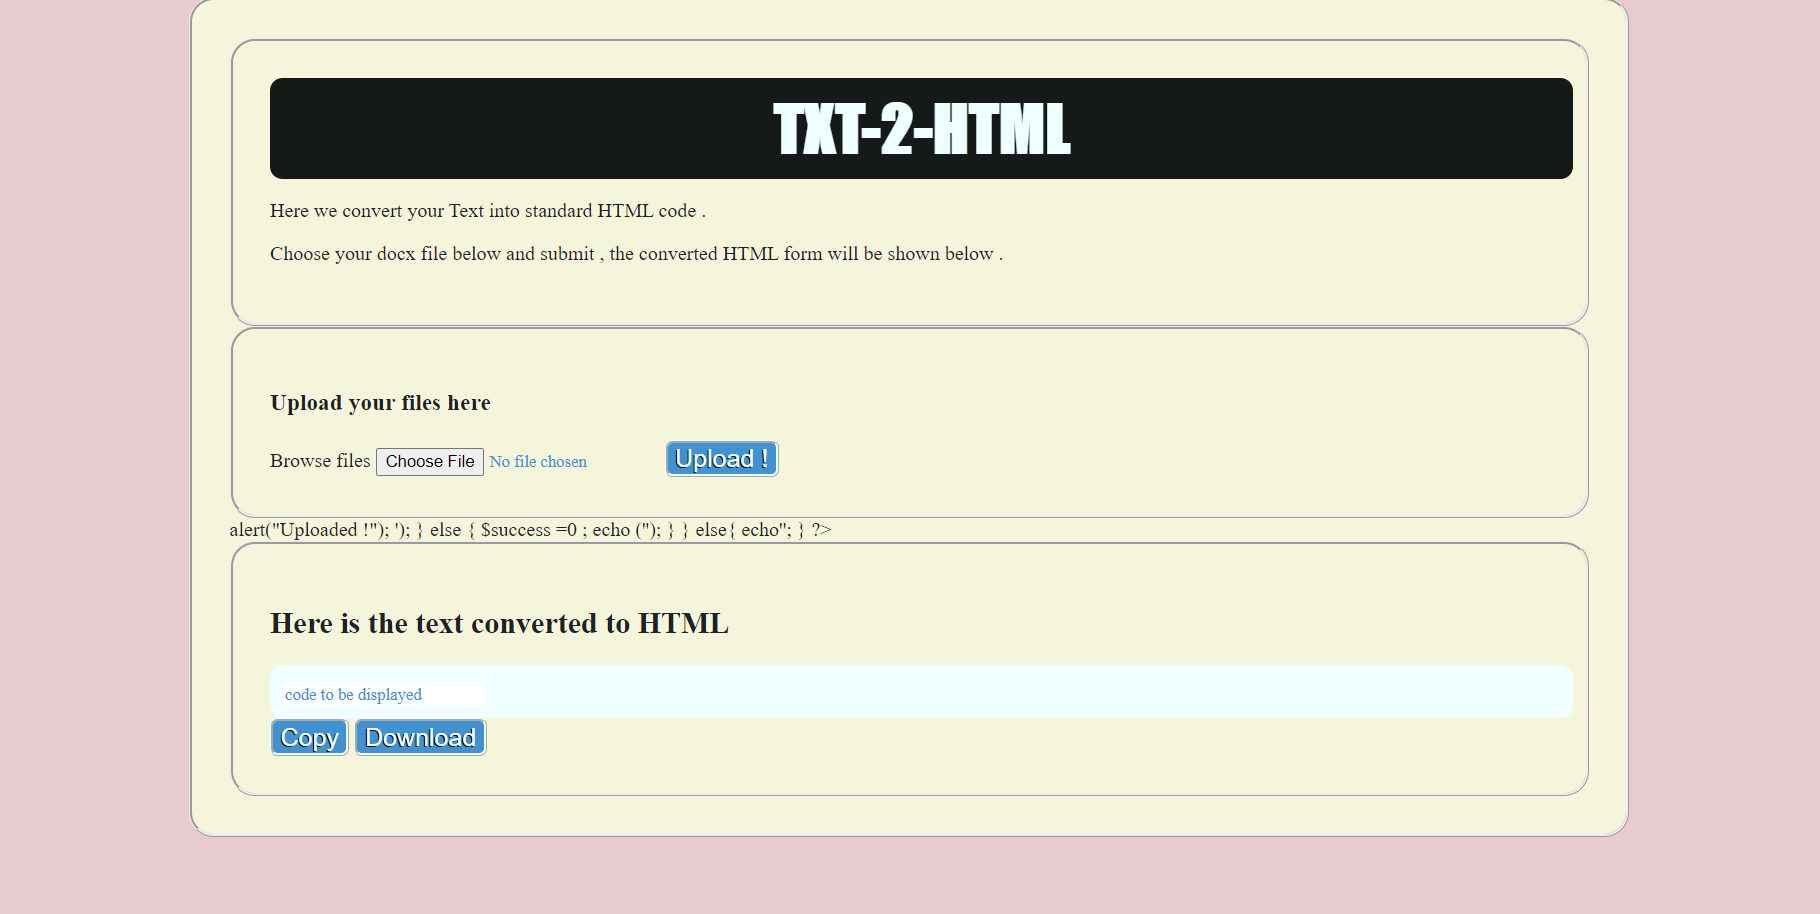 TXT-2-HTML
Here we convert your Text into standard HTML code .
Choose your docx file below and submit , the converted HTML form will be shown below .
Upload your files here
Browse files Choose File No file chosen Upload !
alert("Uploaded !"); '); } else { $success =0 ; echo (''); } } else{ echo''; } ?>
Here is the text converted to HTML
code to be displayed
Copy Download